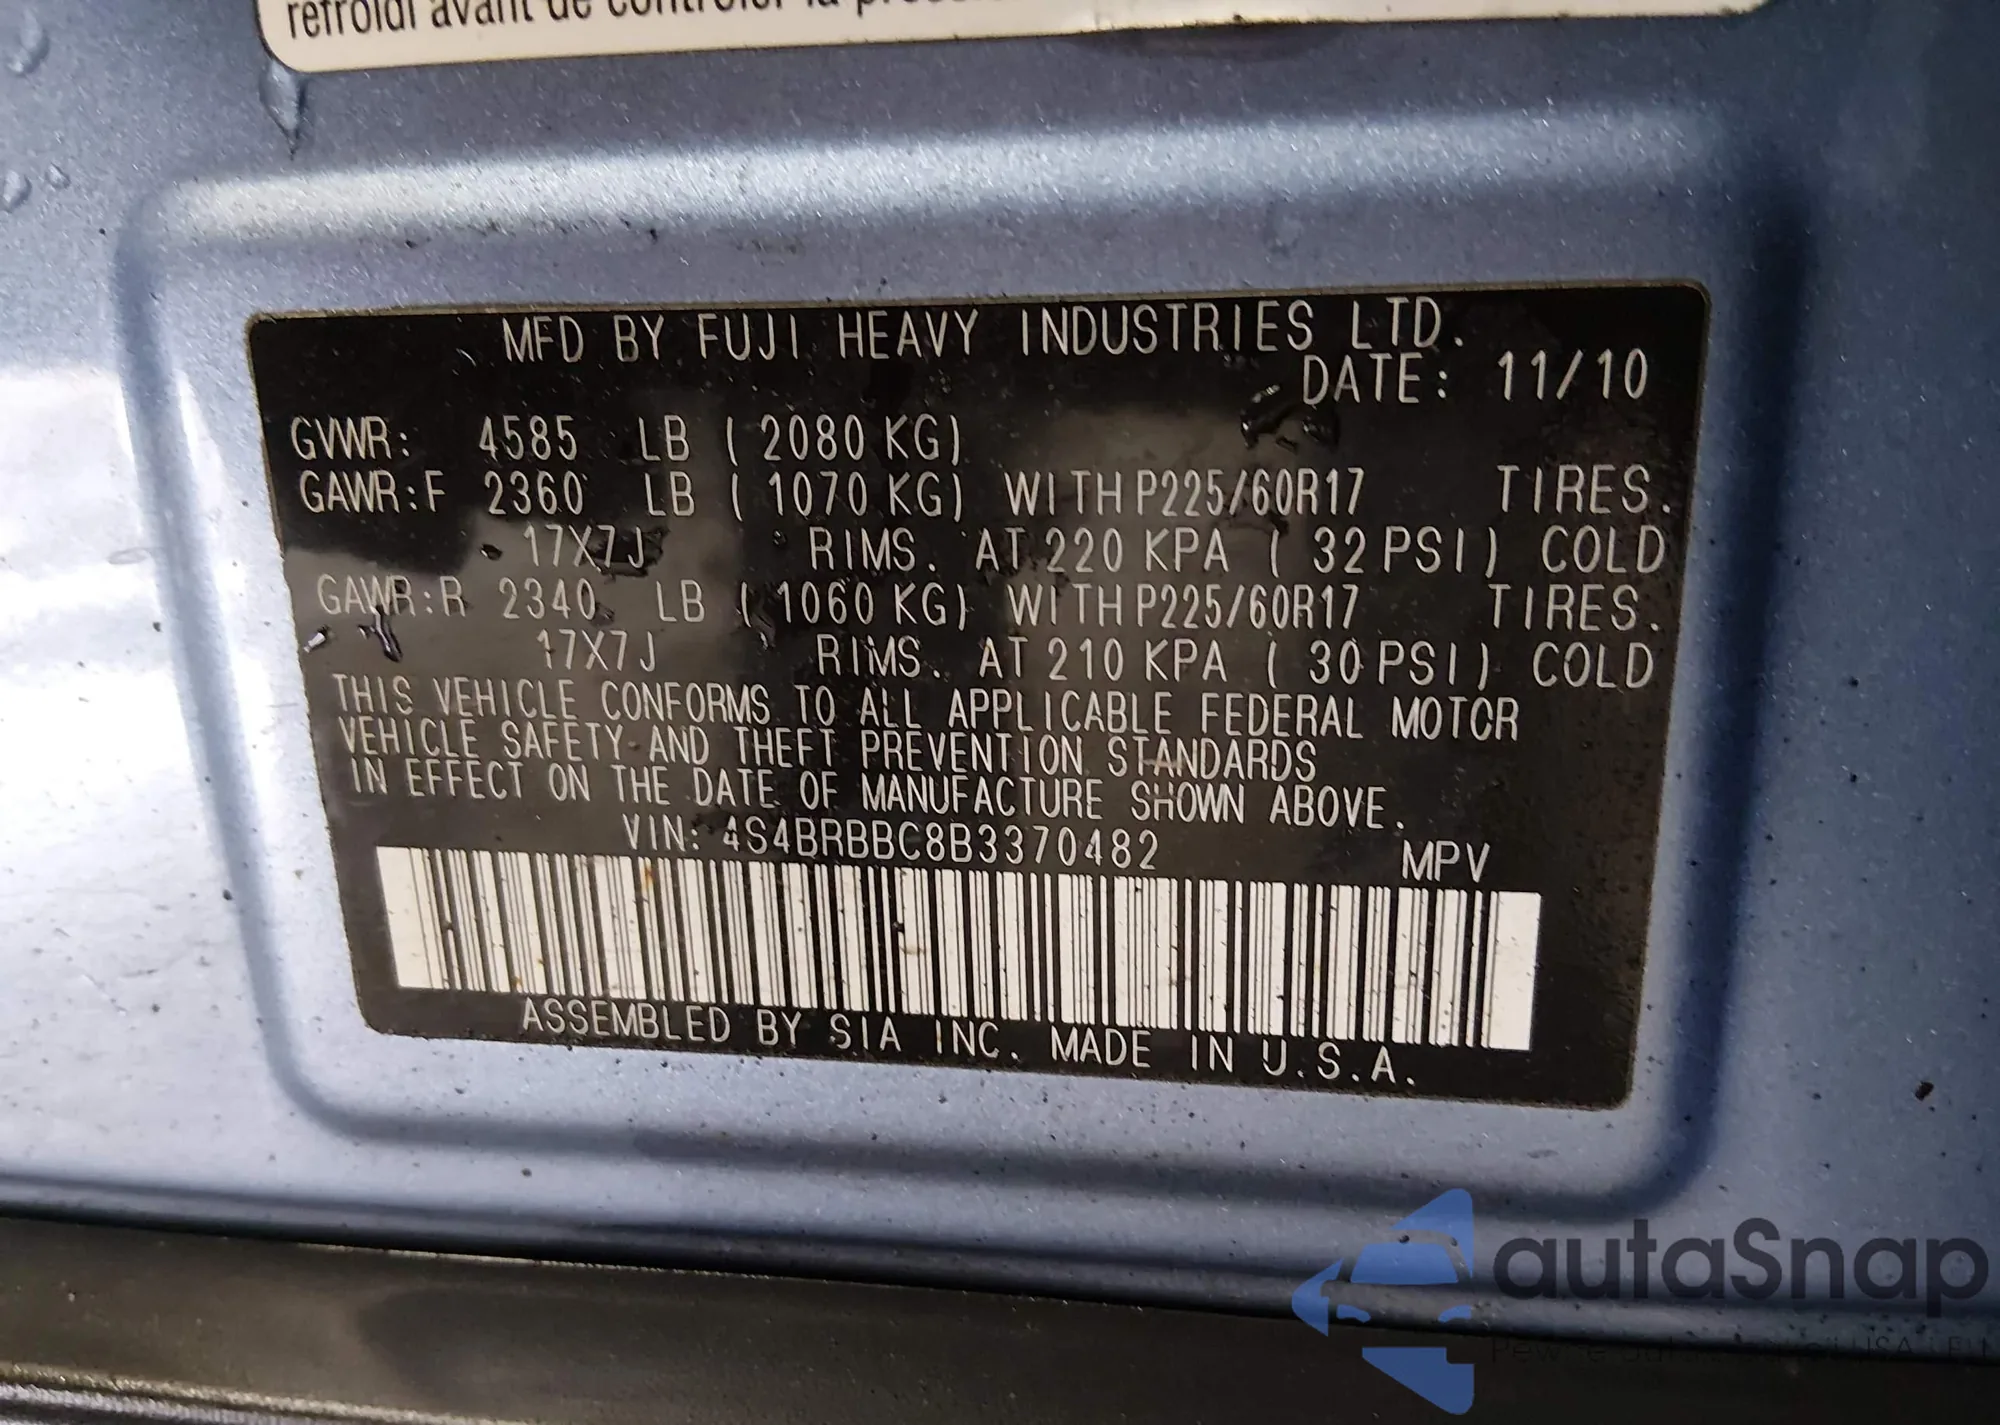 refroidi avant de contrôler la
MFD BY FUJI HEAVY INDUSTRIES LTD.
DATE: 11/10
GVWR: 4585 LB ( 2080 KG)
GAWR:F 2360 LB ( 1070 KG) WITH P225/60R17 TIRES.
17X7J RIMS. AT 220 KPA ( 32 PSI) COLD
GAWR:R 2340 LB ( 1060 KG) WITH P225/60R17 TIRES.
17X7J RIMS. AT 210 KPA ( 30 PSI) COLD
THIS VEHICLE CONFORMS TO ALL APPLICABLE FEDERAL MOTOR
VEHICLE SAFETY AND THEFT PREVENTION STANDARDS
IN EFFECT ON THE DATE OF MANUFACTURE SHOWN ABOVE.
VIN: 4S4BRBBC8B3370482 MPV
ASSEMBLED BY SIA INC. MADE IN U.S.A.
autaSnap